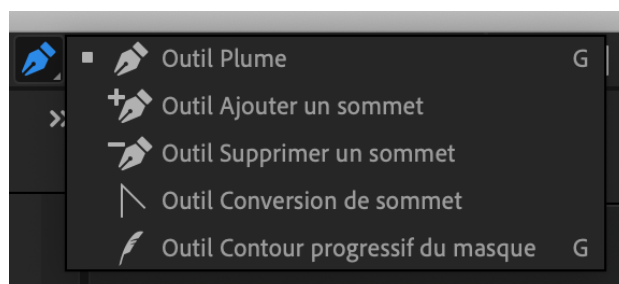 Outil Plume G
Outil Ajouter un sommet
Outil Supprimer un sommet
Outil Conversion de sommet
Outil Contour progressif du masque G